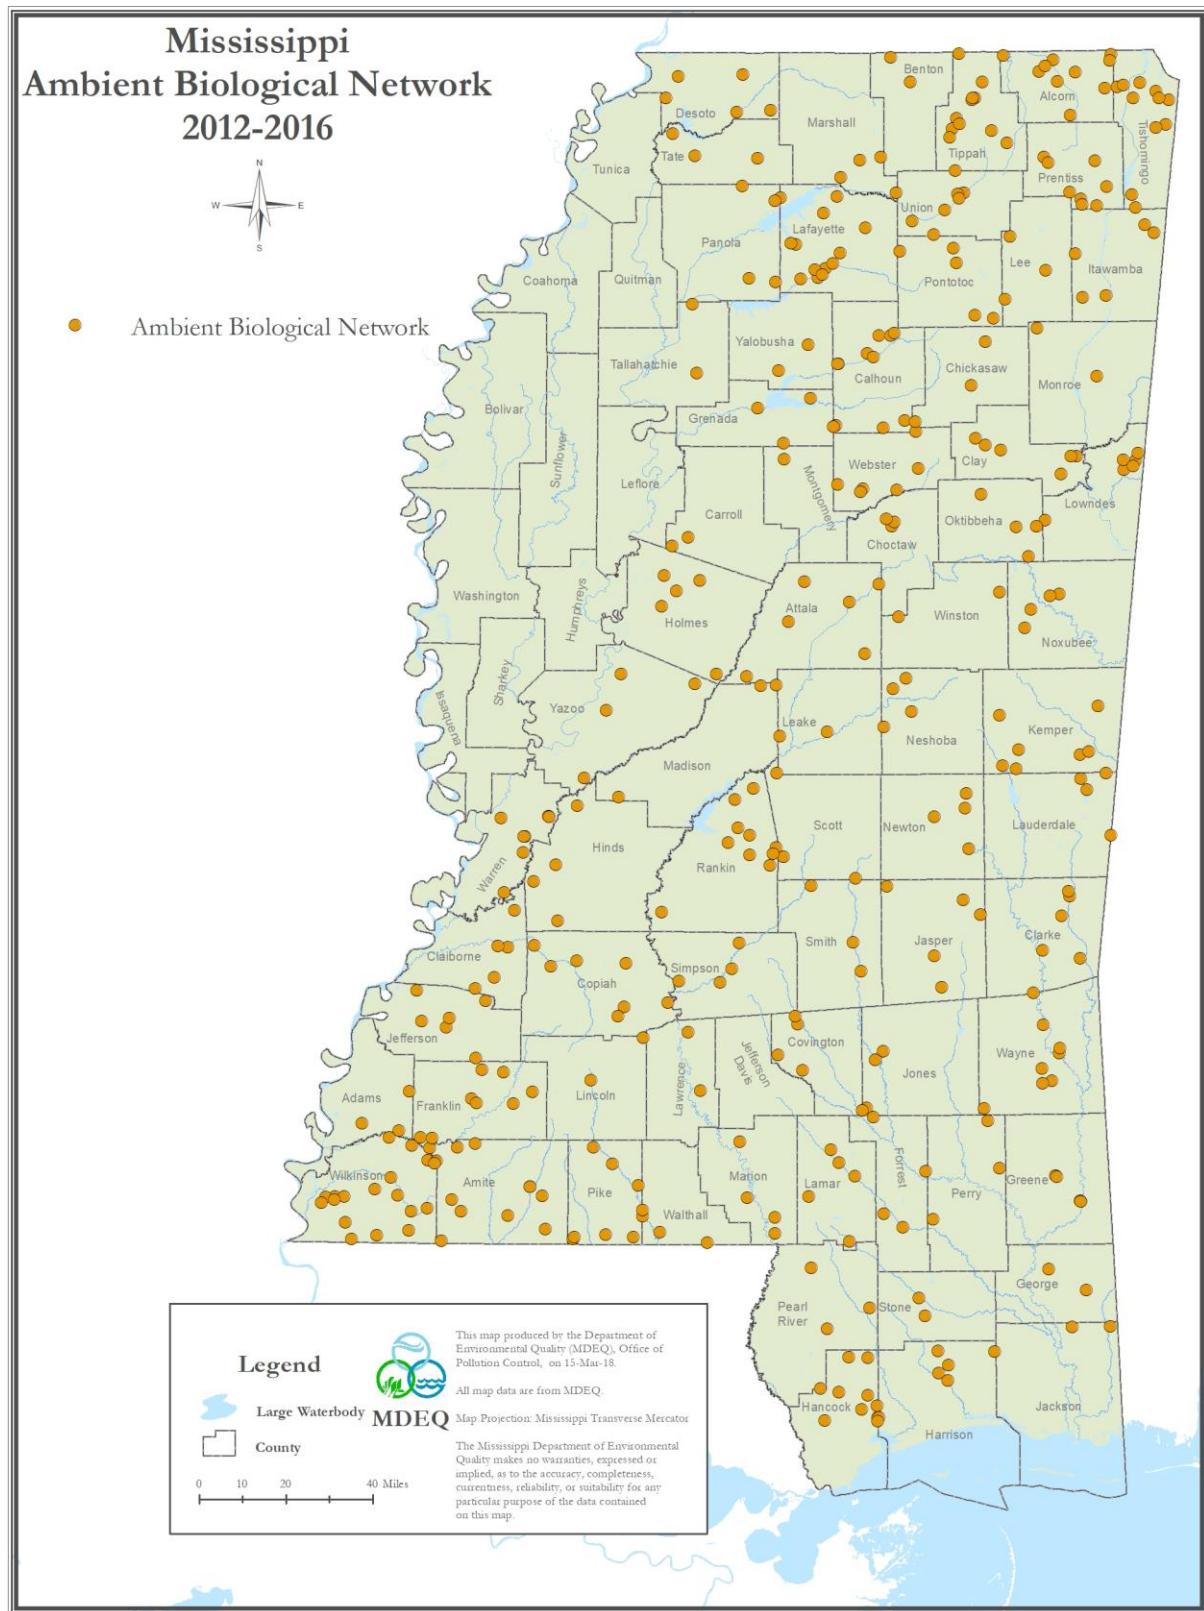 Mississippi
Ambient Biological Network
2012-2016
N
W
E
S
Ambient Biological Network
Benton
Alcorn
Desoto
Marshall
Tippah
Tishomingo
Tate
Tunica
Prentiss
Union
Panola
Lafayette
Lee
Itawamba
Pontotoc
Coahoma
Quitman
Yalobusha
Tallahatchie
Calhoun
Chickasaw
Monroe
Bolivar
Grenada
Sunflower
Webster
Clay
Leflore
Montgomery
Lowndes
Carroll
Oktibbeha
Choctaw
Washington
Humphreys
Attala
Winston
Holmes
Noxubee
Sharkey
Issaquena
Yazoo
Leake
Neshoba
Kemper
Madison
Scott
Newton
Lauderdale
Hinds
Warren
Rankin
Smith
Jasper
Clarke
Claiborne
Simpson
Copiah
Jefferson
Covington
Jefferson
Davis
Wayne
Jones
Adams
Franklin
Lincoln
Lawrence
Wilkinson
Amite
Pike
Walthall
Marion
Lamar
Forrest
Perry
Greene
George
Pearl
River
Stone
Hancock
Harrison
Jackson
Legend
Large Waterbody
County
0 10 20 40 Miles
MDEQ
This map produced by the Department of
Environmental Quality (MDEQ), Office of
Pollution Control, on 15-Mar-18.
All map data are from MDEQ.
Map Projection: Mississippi Transverse Mercator
The Mississippi Department of Environmental
Quality makes no warranties, expressed or
implied, as to the accuracy, completeness,
currentness, reliability, or suitability for any
particular purpose of the data contained
on this map.